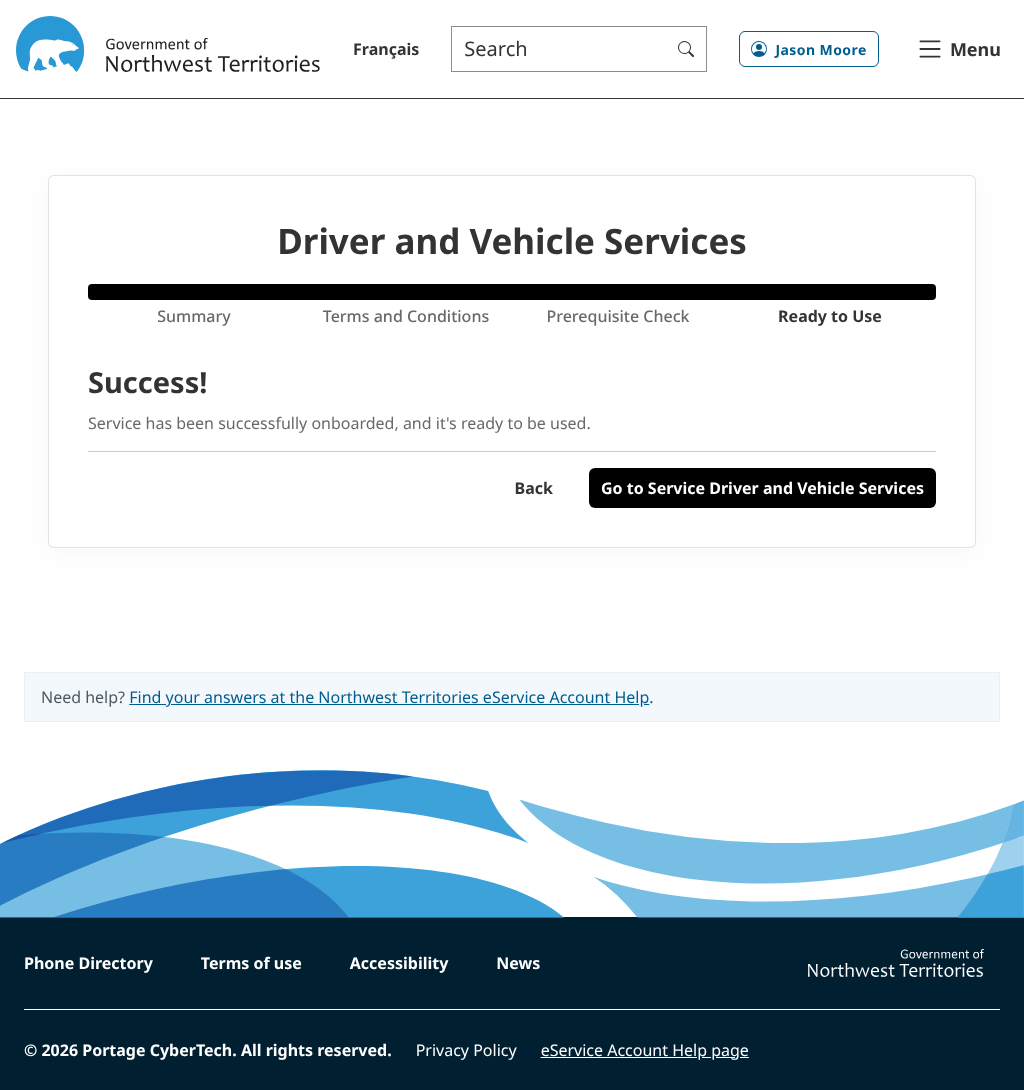 Government of
Northwest Territories
Français
Search
Jason Moore
Menu
Driver and Vehicle Services
Summary
Terms and Conditions
Prerequisite Check
Ready to Use
Success!
Service has been successfully onboarded, and it's ready to be used.
Back
Go to Service Driver and Vehicle Services
Need help? Find your answers at the Northwest Territories eService Account Help.
Phone Directory
Terms of use
Accessibility
News
Government of
Northwest Territories
© 2026 Portage CyberTech. All rights reserved.
Privacy Policy
eService Account Help page